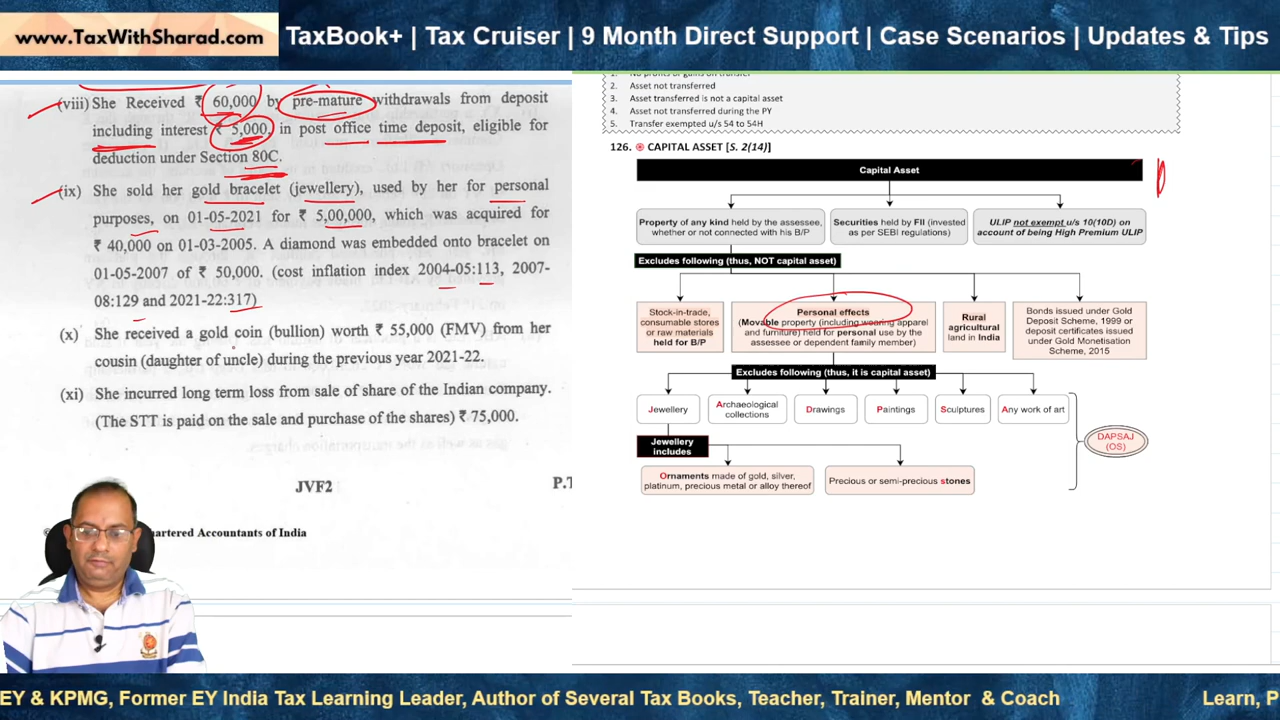 www.TaxWithSharad.com
TaxBook+ | Tax Cruiser | 9 Month Direct Support | Case Scenarios | Updates & Tips
(viii) She Received ₹ 60,000 by pre-mature withdrawals from deposit
including interest ₹ 5,000, in post office time deposit, eligible for
deduction under Section 80C.
(ix) She sold her gold bracelet (jewellery), used by her for personal
purposes, on 01-05-2021 for ₹ 5,00,000, which was acquired for
₹ 40,000 on 01-03-2005. A diamond was embedded onto bracelet on
01-05-2007 of ₹ 50,000. (cost inflation index 2004-05:113, 2007-
08:129 and 2021-22:317)
(x) She received a gold coin (bullion) worth ₹ 55,000 (FMV) from her
cousin (daughter of uncle) during the previous year 2021-22.
(xi) She incurred long term loss from sale of share of the Indian company.
(The STT is paid on the sale and purchase of the shares) ₹ 75,000.
JVF2
P.T
artered Accountants of India
2. Asset not transferred
3. Asset transferred is not a capital asset
4. Asset not transferred during the PY
5. Transfer exempted u/s 54 to 54H
126. CAPITAL ASSET [S. 2(14)]
Capital Asset
Property of any kind held by the assessee,
whether or not connected with his B/P
Securities held by FII (invested
as per SEBI regulations)
ULIP not exempt u/s 10(10D) on
account of being High Premium ULIP
Excludes following (thus, NOT capital asset)
Stock-in-trade,
consumable stores
or raw materials
held for B/P
Personal effects
(Movable property (including wearing apparel
and furniture) held for personal use by the
assessee or dependent family member)
Rural
agricultural
land in India
Bonds issued under Gold
Deposit Scheme, 1999 or
deposit certificates issued
under Gold Monetisation
Scheme, 2015
Excludes following (thus, it is capital asset)
Jewellery
Archaeological
collections
Drawings
Paintings
Sculptures
Any work of art
DAPSAJ
(OS)
Jewellery
includes
Ornaments made of gold, silver,
platinum, precious metal or alloy thereof
Precious or semi-precious stones
EY & KPMG, Former EY India Tax Learning Leader, Author of Several Tax Books, Teacher, Trainer, Mentor & Coach
Learn, P